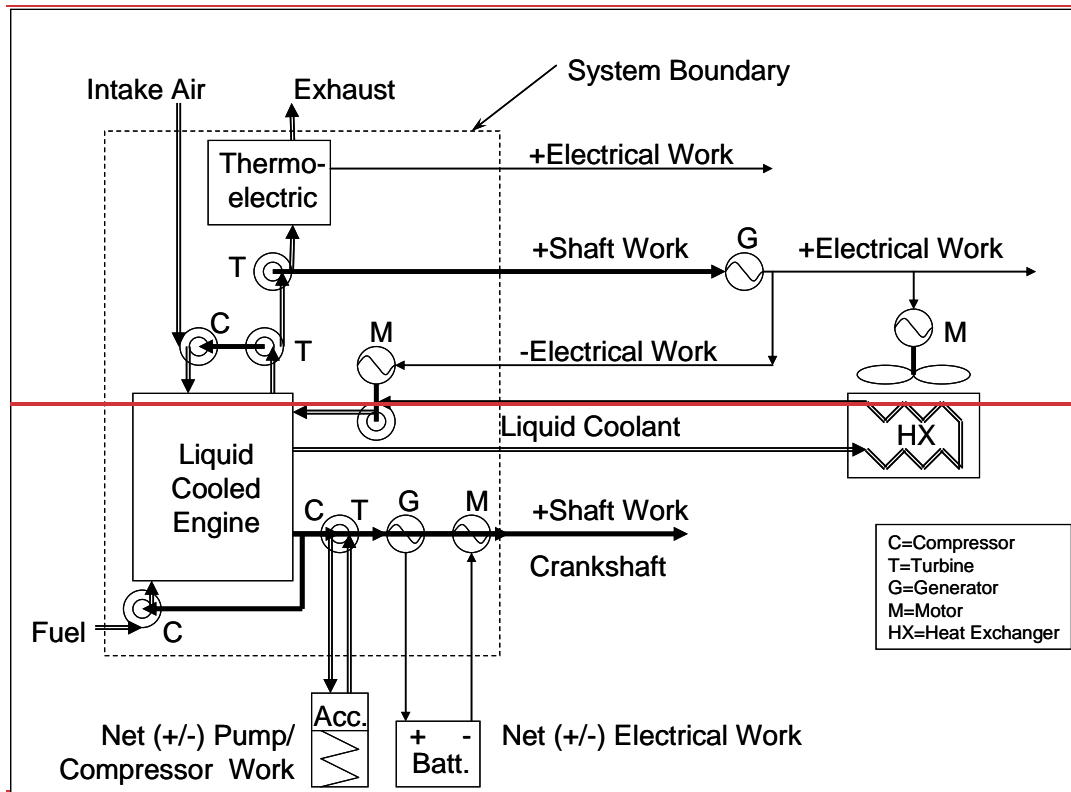 System Boundary
Intake Air
Exhaust
Thermo-
electric
+Electrical Work
T
+Shaft Work
G
+Electrical Work
C
T
M
-Electrical Work
M
Liquid Coolant
HX
Liquid
Cooled
Engine
C
T
G
M
+Shaft Work
Crankshaft
C=Compressor
T=Turbine
G=Generator
M=Motor
HX=Heat Exchanger
Fuel
C
Net (+/-) Pump/
Compressor Work
Acc.
+ -
Batt.
Net (+/-) Electrical Work